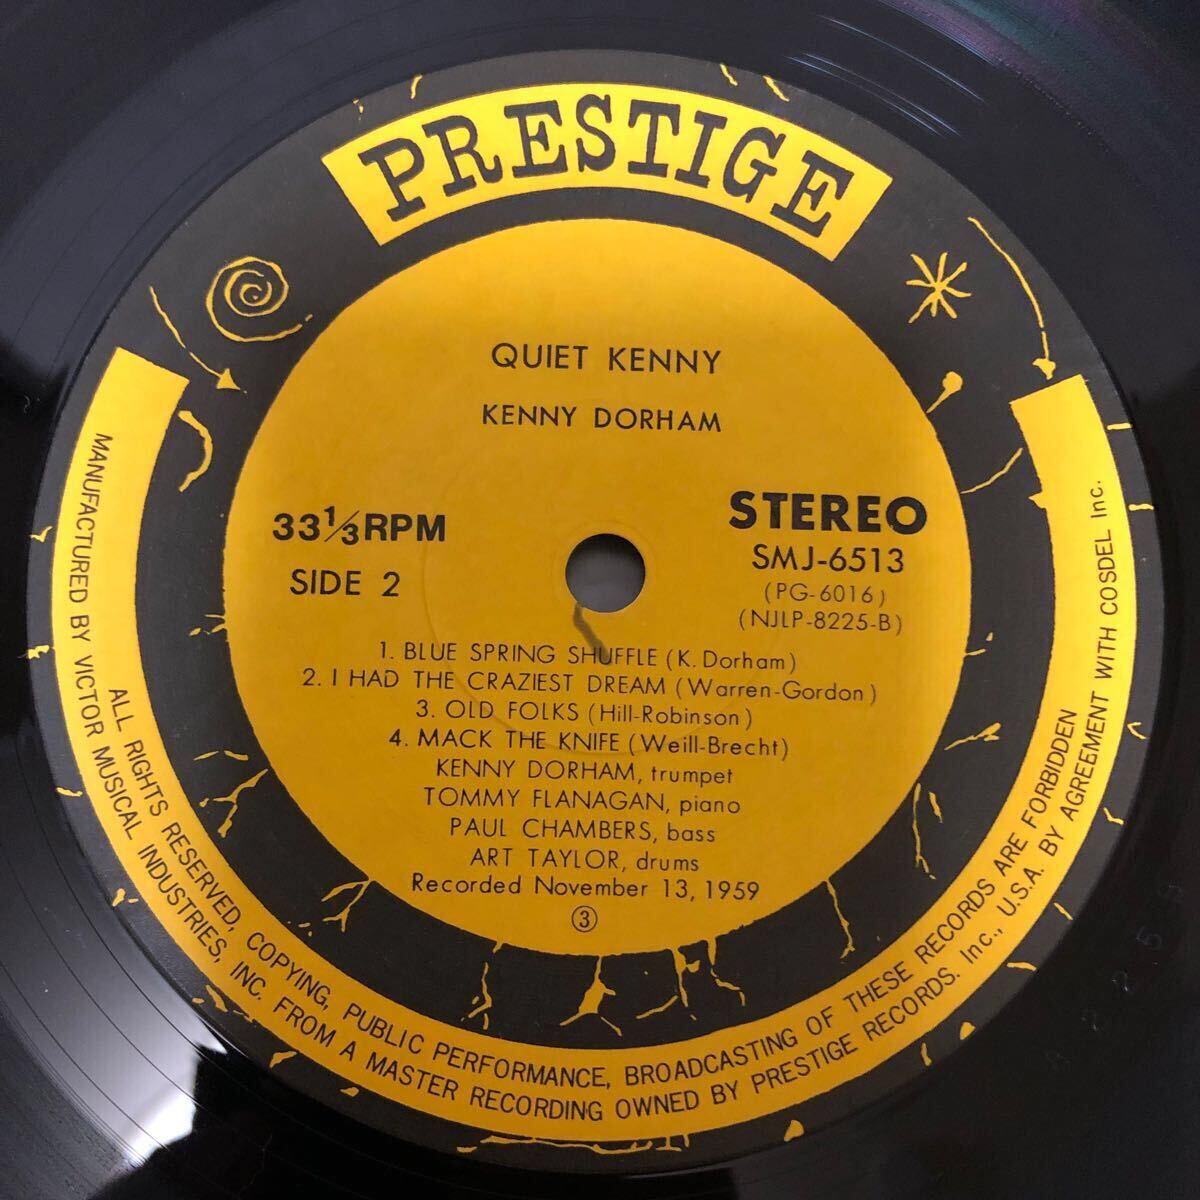 PRESTIGE
QUIET KENNY
KENNY DORHAM
33 1/3 RPM
SIDE 2
STEREO
SMJ-6513
(PG-6016)
(NJLP-8225-B)
1. BLUE SPRING SHUFFLE (K. Dorham)
2. I HAD THE CRAZIEST DREAM (Warren-Gordon)
3. OLD FOLKS (Hill-Robinson)
4. MACK THE KNIFE (Weill-Brecht)
KENNY DORHAM, trumpet
TOMMY FLANAGAN, piano
PAUL CHAMBERS, bass
ART TAYLOR, drums
Recorded November 13, 1959
③
ALL RIGHTS RESERVED, COPYING, PUBLIC PERFORMANCE, BROADCASTING OF THESE RECORDS ARE FORBIDDEN
MANUFACTURED BY VICTOR MUSICAL INDUSTRIES, INC. FROM A MASTER RECORDING OWNED BY PRESTIGE RECORDS. Inc., U.S.A. BY AGREEMENT WITH COSDEL Inc.